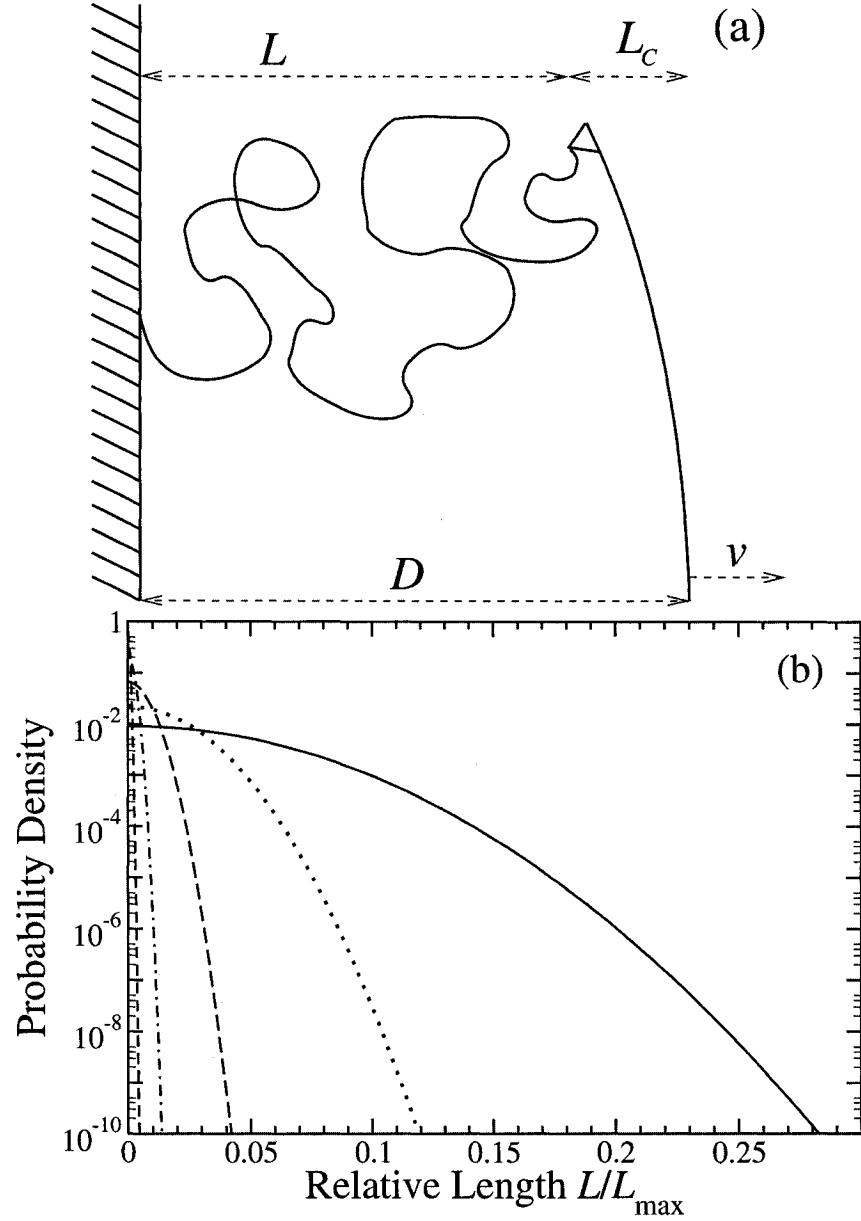 (a)
L
L_C
D
v
(b)
1
10^-2
10^-4
10^-6
10^-8
10^-10
0
0.05
0.1
0.15
0.2
0.25
Probability Density
Relative Length L/L_max